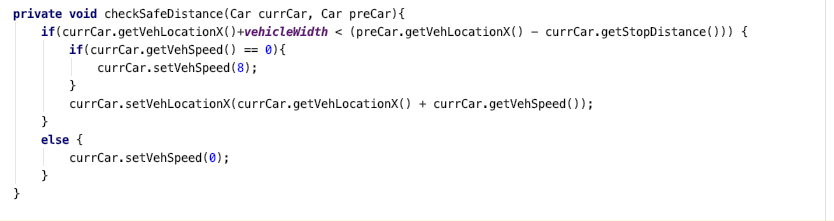 private void checkSafeDistance(Car currCar, Car preCar){
    if(currCar.getVehLocationX()+vehicleWidth < (preCar.getVehLocationX() - currCar.getStopDistance())) {
        if(currCar.getVehSpeed() == 0){
            currCar.setVehSpeed(8);
        }
        currCar.setVehLocationX(currCar.getVehLocationX() + currCar.getVehSpeed());
    }
    else {
        currCar.setVehSpeed(0);
    }
}